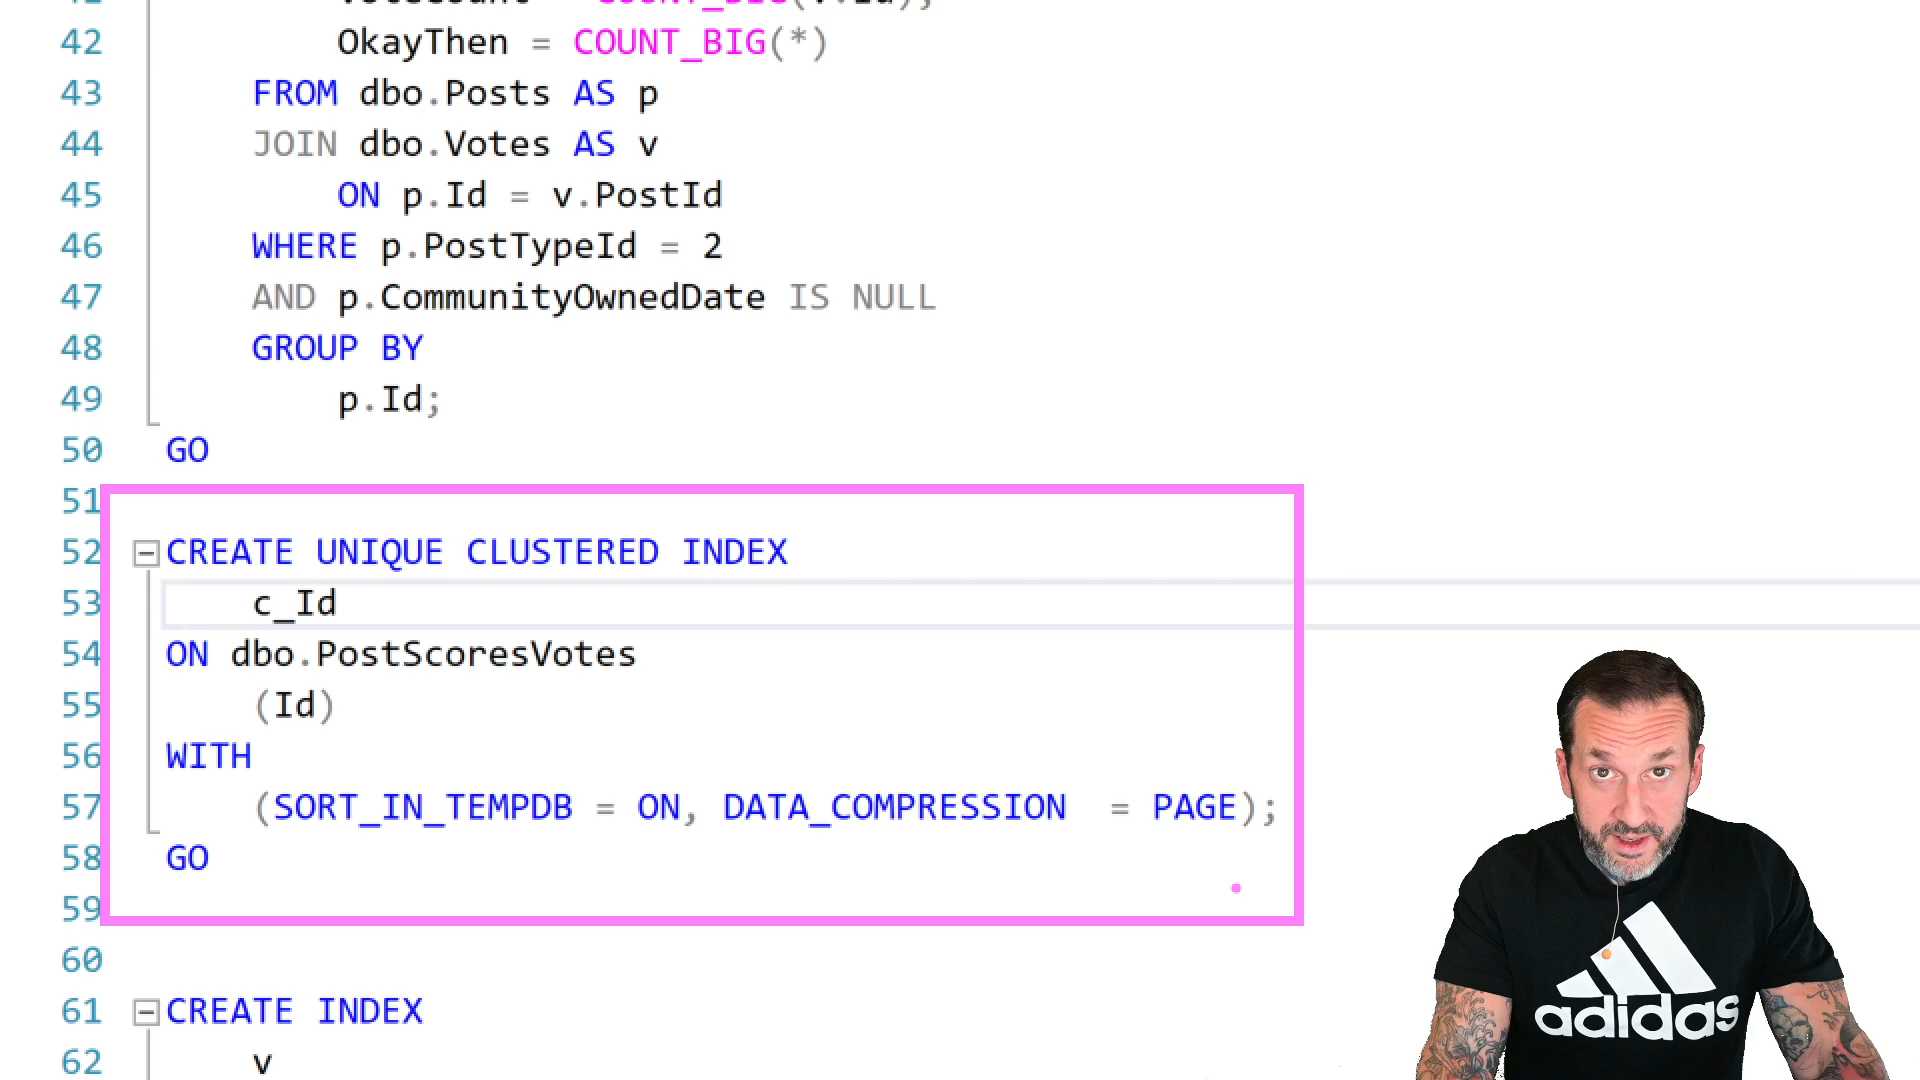 42 OkayThen = COUNT_BIG(*)
43 FROM dbo.Posts AS p
44 JOIN dbo.Votes AS v
45 ON p.Id = v.PostId
46 WHERE p.PostTypeId = 2
47 AND p.CommunityOwnedDate IS NULL
48 GROUP BY
49 p.Id;
50 GO
51
52 CREATE UNIQUE CLUSTERED INDEX
53 c_Id
54 ON dbo.PostScoresVotes
55 (Id)
56 WITH
57 (SORT_IN_TEMPDB = ON, DATA_COMPRESSION = PAGE);
58 GO
59
60
61 CREATE INDEX
62 v
adidas